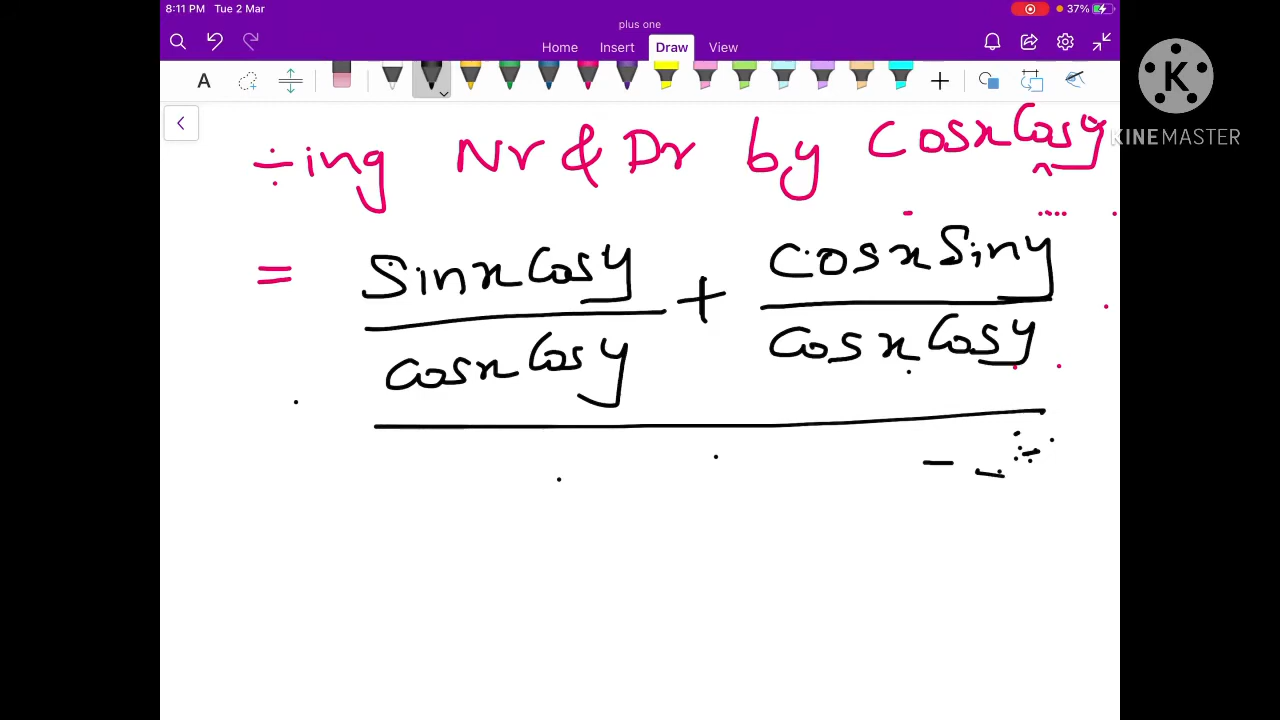 8:11 PM Tue 2 Mar
37%
plus one
Home Insert Draw View
A
K
KINEMASTER
÷ing Nr & Dr by Cosx Cosy
= Sinx Cosy + Cosx Siny
Cosx Cosy Cosx Cosy